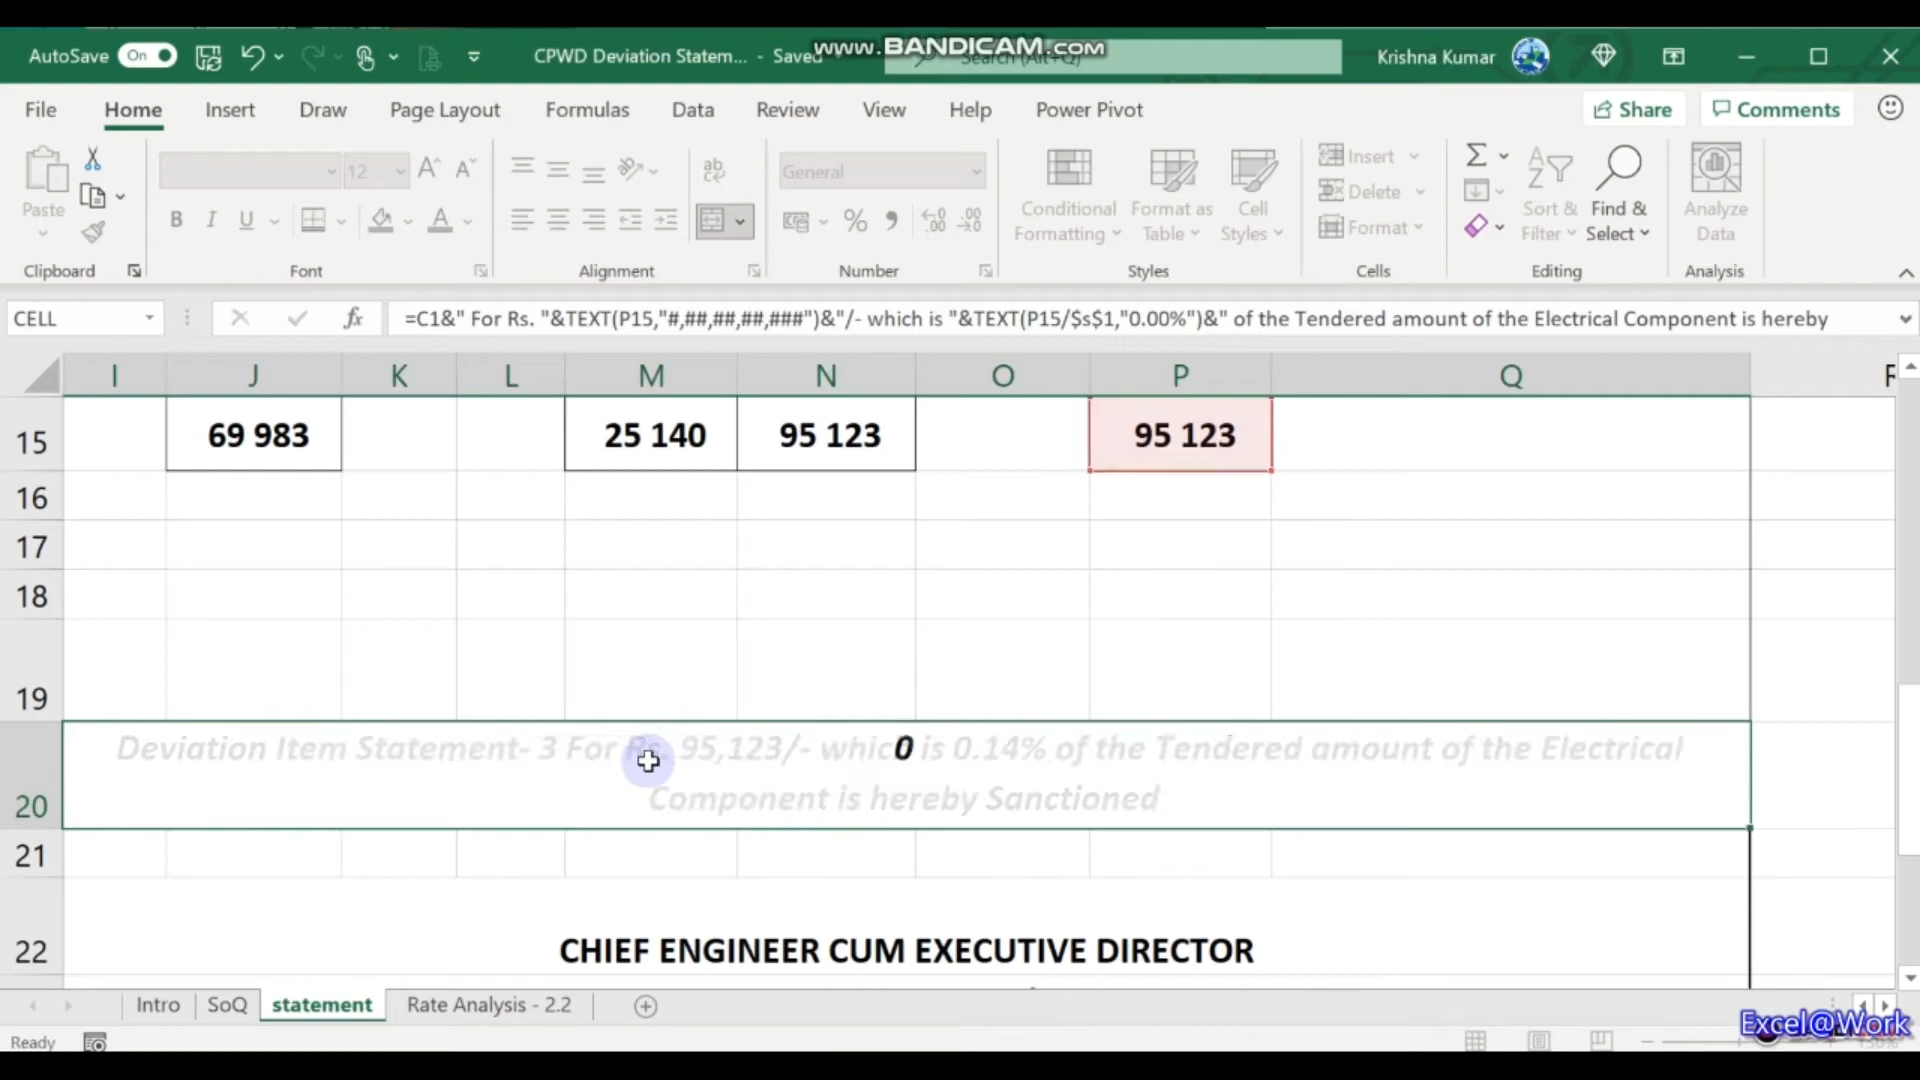 AutoSave On CPWD Deviation Statem... - Saved www.BANDICAM.COM Search (Alt+Q) Krishna Kumar
File Home Insert Draw Page Layout Formulas Data Review View Help Power Pivot Share Comments
Paste
12
B I U
ab
General
%
Conditional Formatting
Format as Table
Cell Styles
Insert
Delete
Format
Sort & Filter
Find & Select
Analyze Data
Clipboard Font Alignment Number Styles Cells Editing Analysis
CELL fx =C1&" For Rs. "&TEXT(P15,"#,##,##,##,###")&"/- which is "&TEXT(P15/$s$1,"0.00%")&" of the Tendered amount of the Electrical Component is hereby
I J K L M N O P Q
15 69 983 25 140 95 123 95 123
16
17
18
19
Deviation Item Statement- 3 For Rs. 95,123/- which is 0.14% of the Tendered amount of the Electrical
0
20 Component is hereby Sanctioned
21
22 CHIEF ENGINEER CUM EXECUTIVE DIRECTOR
Intro SoQ statement Rate Analysis - 2.2
Excel@Work
Ready